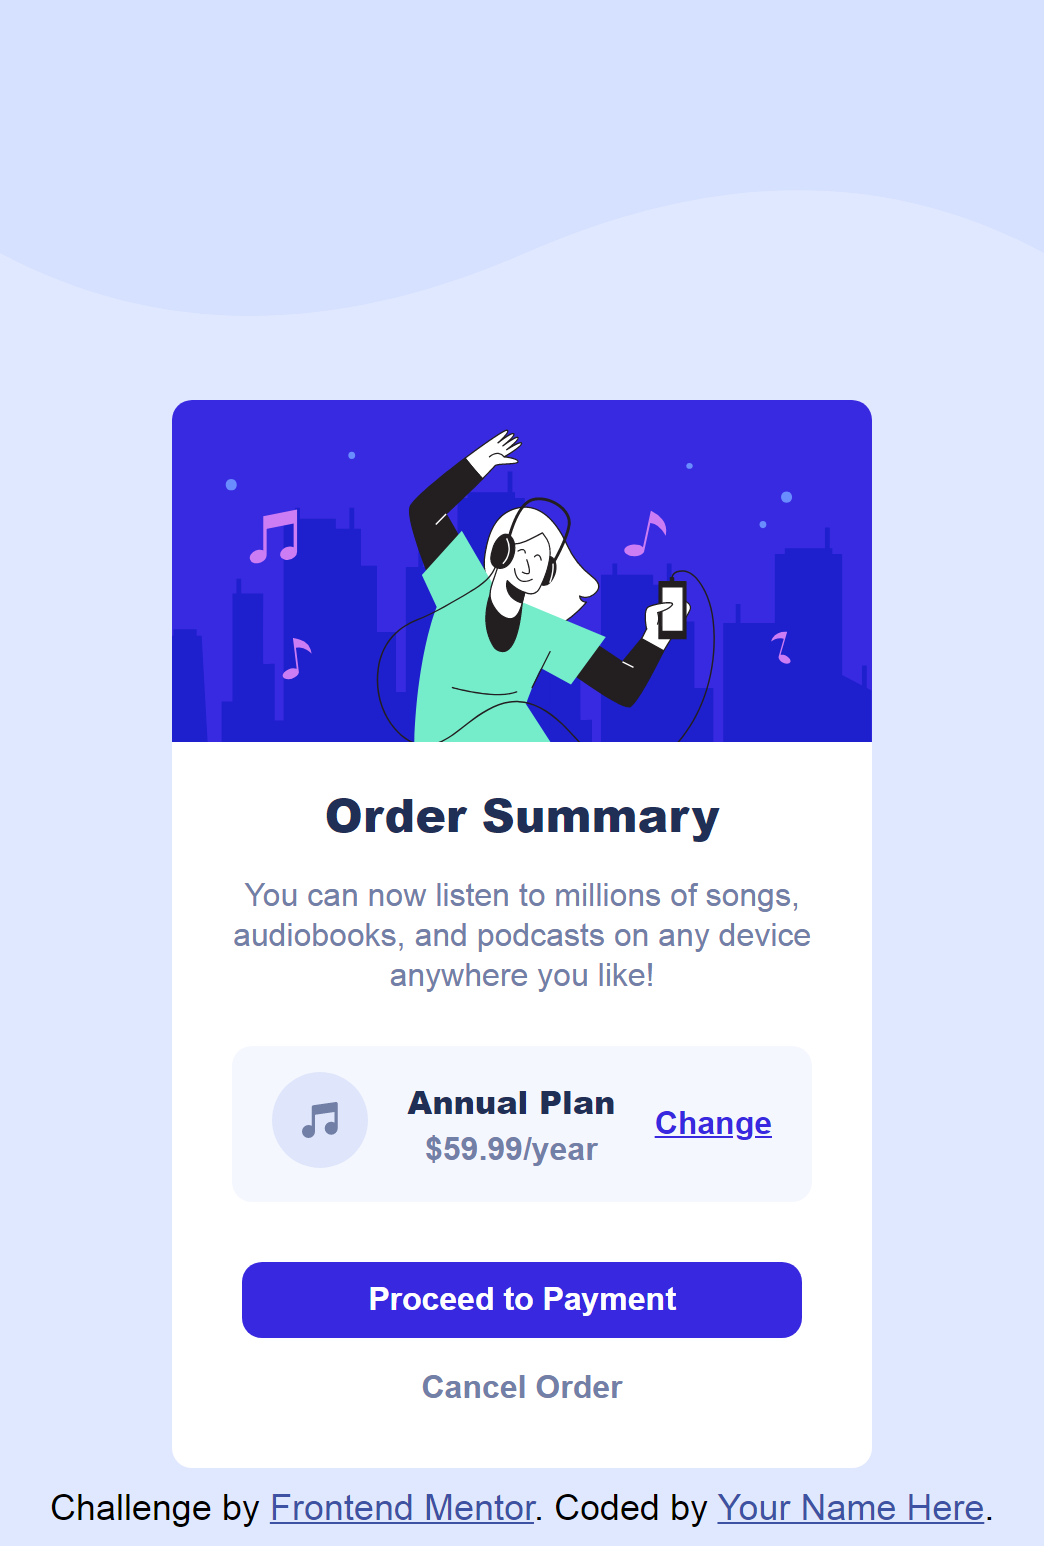 Order Summary
You can now listen to millions of songs,
audiobooks, and podcasts on any device
anywhere you like!
Annual Plan
$59.99/year
Change
Proceed to Payment
Cancel Order
Challenge by Frontend Mentor. Coded by Your Name Here.